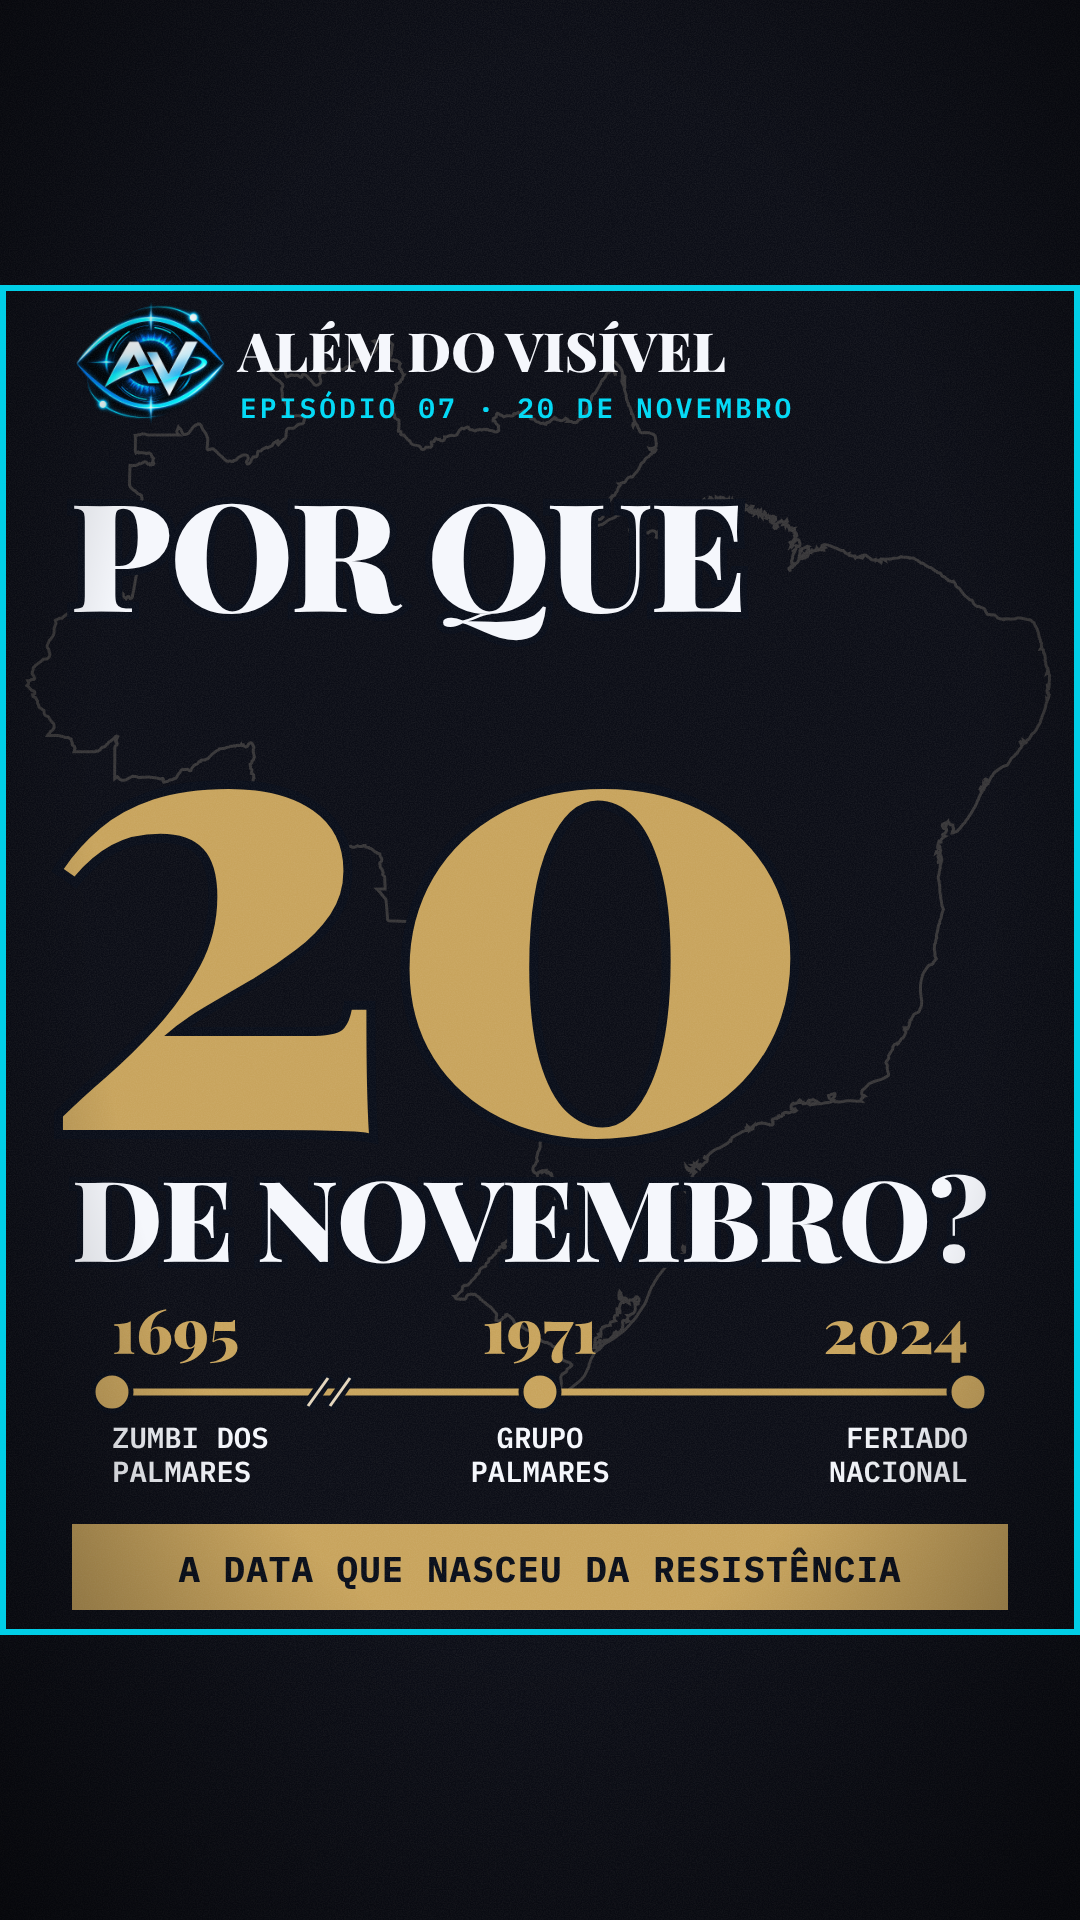 AV
ALÉM DO VISÍVEL
EPISÓDIO 07 · 20 DE NOVEMBRO
POR QUE
20
DE NOVEMBRO?
1695
ZUMBI DOS
PALMARES
1971
GRUPO
PALMARES
2024
FERIADO
NACIONAL
A DATA QUE NASCEU DA RESISTÊNCIA